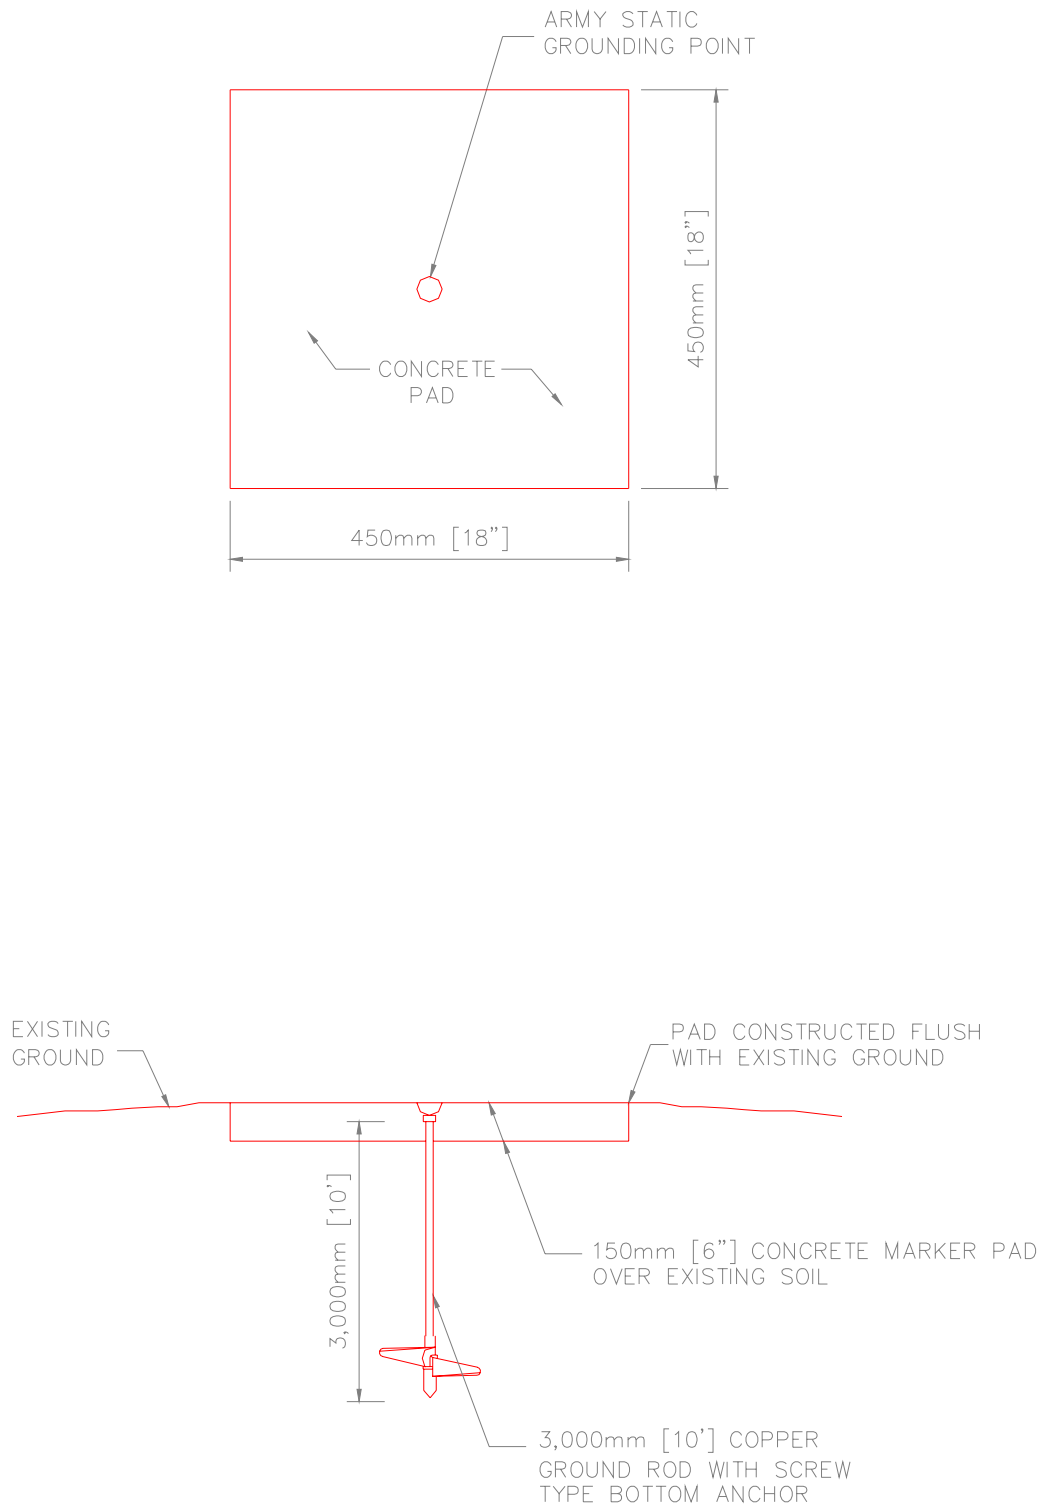 ARMY STATIC
GROUNDING POINT
450mm [18”]
CONCRETE
PAD
450mm [18”]
EXISTING
GROUND
PAD CONSTRUCTED FLUSH
WITH EXISTING GROUND
3,000mm [10']
150mm [6”] CONCRETE MARKER PAD
OVER EXISTING SOIL
3,000mm [10'] COPPER
GROUND ROD WITH SCREW
TYPE BOTTOM ANCHOR